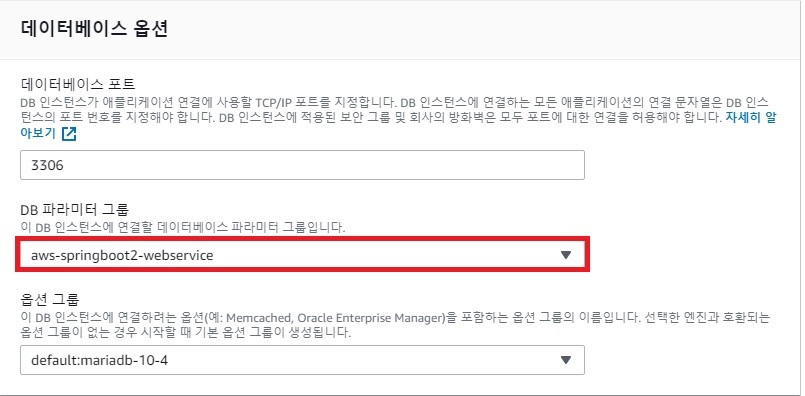 데이터베이스 옵션
데이터베이스 포트
DB 인스턴스가 애플리케이션 연결에 사용할 TCP/IP 포트를 지정합니다. DB 인스턴스에 연결하는 모든 애플리케이션의 연결 문자열은 DB 인스
턴스의 포트 번호를 지정해야 합니다. DB 인스턴스에 적용된 보안 그룹 및 회사의 방화벽은 모두 포트에 대한 연결을 허용해야 합니다. 자세히 알
아보기
3306
DB 파라미터 그룹
이 DB 인스턴스에 연결할 데이터베이스 파라미터 그룹입니다.
aws-springboot2-webservice
옵션 그룹
이 DB 인스턴스에 연결하려는 옵션(예: Memcached, Oracle Enterprise Manager)을 포함하는 옵션 그룹의 이름입니다. 선택한 엔진과 호환되는
옵션 그룹이 없는 경우 시작할 때 기본 옵션 그룹이 생성됩니다.
default:mariadb-10-4